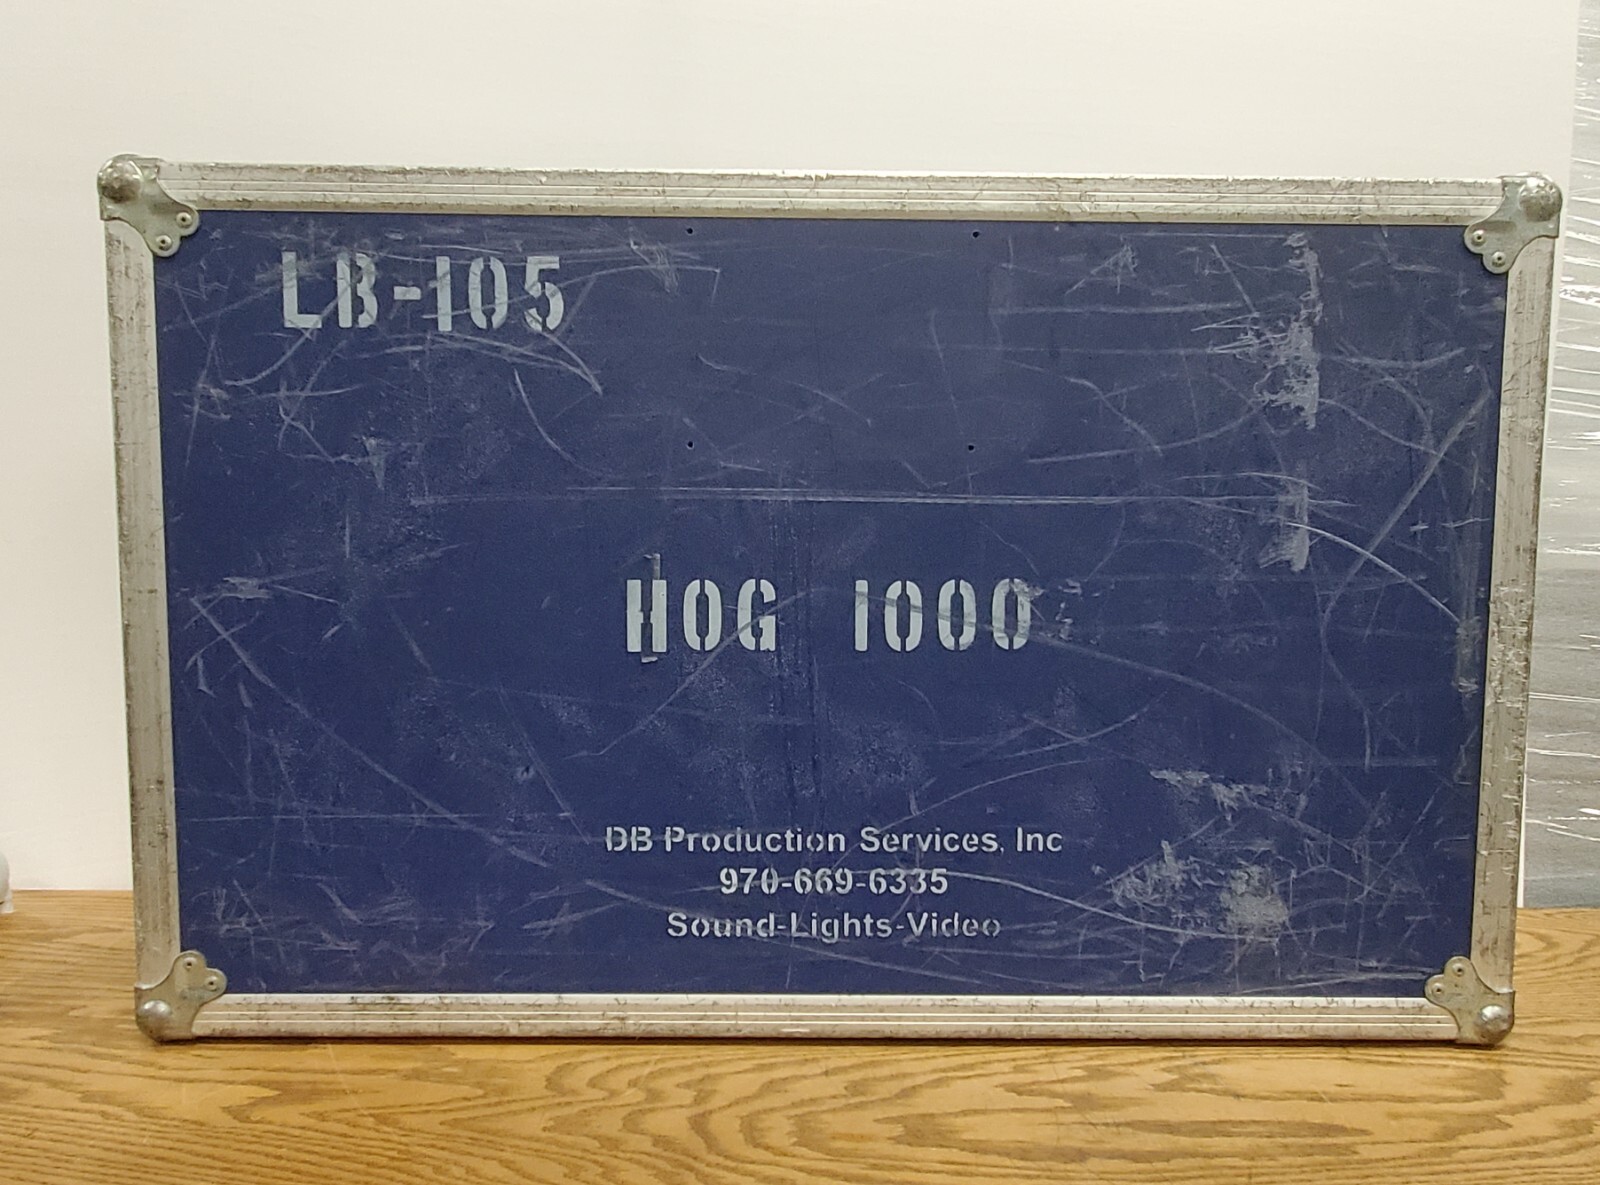 LB-105
HOG 1000
DB Production Services, Inc
970-669-6335
Sound-Lights-Video